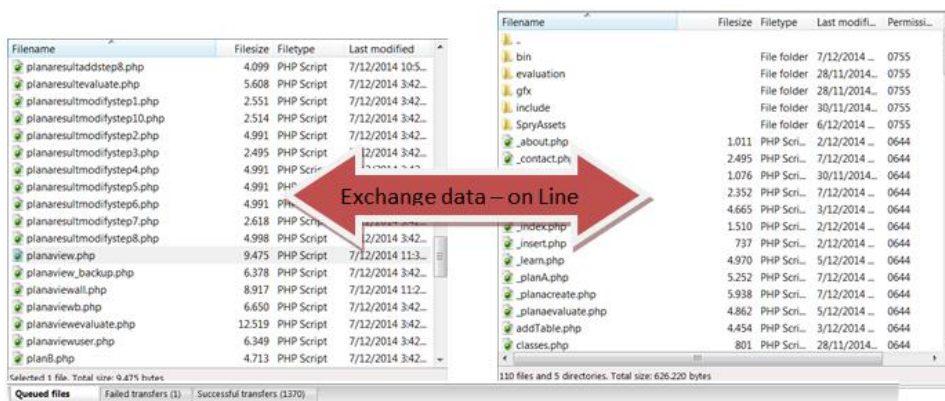 Filename Filesize Filetype Last modified
planaresultaddstep8.php 4.099 PHP Script 7/12/2014 10:5...
planaresultevaluate.php 5.608 PHP Script 7/12/2014 3:42...
planaresultmodifystep1.php 2.551 PHP Script 7/12/2014 3:42...
planaresultmodifystep10.php 2.514 PHP Script 7/12/2014 3:42...
planaresultmodifystep2.php 4.991 PHP Script 7/12/2014 3:42...
planaresultmodifystep3.php 2.495 PHP Script 12/2014 3:42...
planaresultmodifystep4.php 4.991 PHP
planaresultmodifystep5.php 4.991
planaresultmodifystep6.php 4.991
planaresultmodifystep7.php 2.618 PHP Script
planaresultmodifystep8.php 4.998 PHP Script 12/2014 3:42...
planaview.php 9.475 PHP Script 7/12/2014 11:3...
planaview_backup.php 6.378 PHP Script 7/12/2014 3:42...
planaviewall.php 8.917 PHP Script 7/12/2014 11:2...
planaviewb.php 6.650 PHP Script 7/12/2014 3:42...
planaviewevaluate.php 12.519 PHP Script 7/12/2014 3:42...
planaviewuser.php 6.349 PHP Script 7/12/2014 3:42...
planB.php 4.713 PHP Script 7/12/2014 3:42...
Selected 1 file. Total size: 9.475 bytes
Queued files Failed transfers (1) Successful transfers (1370)
Exchange data – on Line
Filename Filesize Filetype Last modifi... Permissi...
..
bin File folder 7/12/2014 ... 0755
evaluation File folder 28/11/2014... 0755
gfx File folder 28/11/2014... 0755
include File folder 30/11/2014... 0755
SpryAssets File folder 6/12/2014 ... 0755
_about.php 1.011 PHP Scri... 2/12/2014 ... 0644
_contact.php 2.495 PHP Scri... 7/12/2014 ... 0644
1.076 PHP Scri... 30/11/2014... 0644
2.352 PHP Scri... 7/12/2014 ... 0644
4.665 PHP Scri... 3/12/2014 ... 0644
_index.php 1.510 PHP Scri... 2/12/2014 ... 0644
_insert.php 737 PHP Scri... 2/12/2014 ... 0644
_learn.php 4.970 PHP Scri... 5/12/2014 ... 0644
_planA.php 5.252 PHP Scri... 7/12/2014 ... 0644
_planacreate.php 5.938 PHP Scri... 7/12/2014 ... 0644
_planaevaluate.php 4.862 PHP Scri... 5/12/2014 ... 0644
addTable.php 4.454 PHP Scri... 3/12/2014 ... 0644
classes.php 801 PHP Scri... 28/11/2014... 0644
110 files and 5 directories. Total size: 626.220 bytes